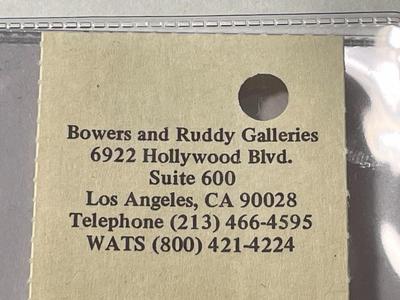 Bowers and Ruddy Galleries
6922 Hollywood Blvd.
Suite 600
Los Angeles, CA 90028
Telephone (213) 466-4595
WATS (800) 421-4224